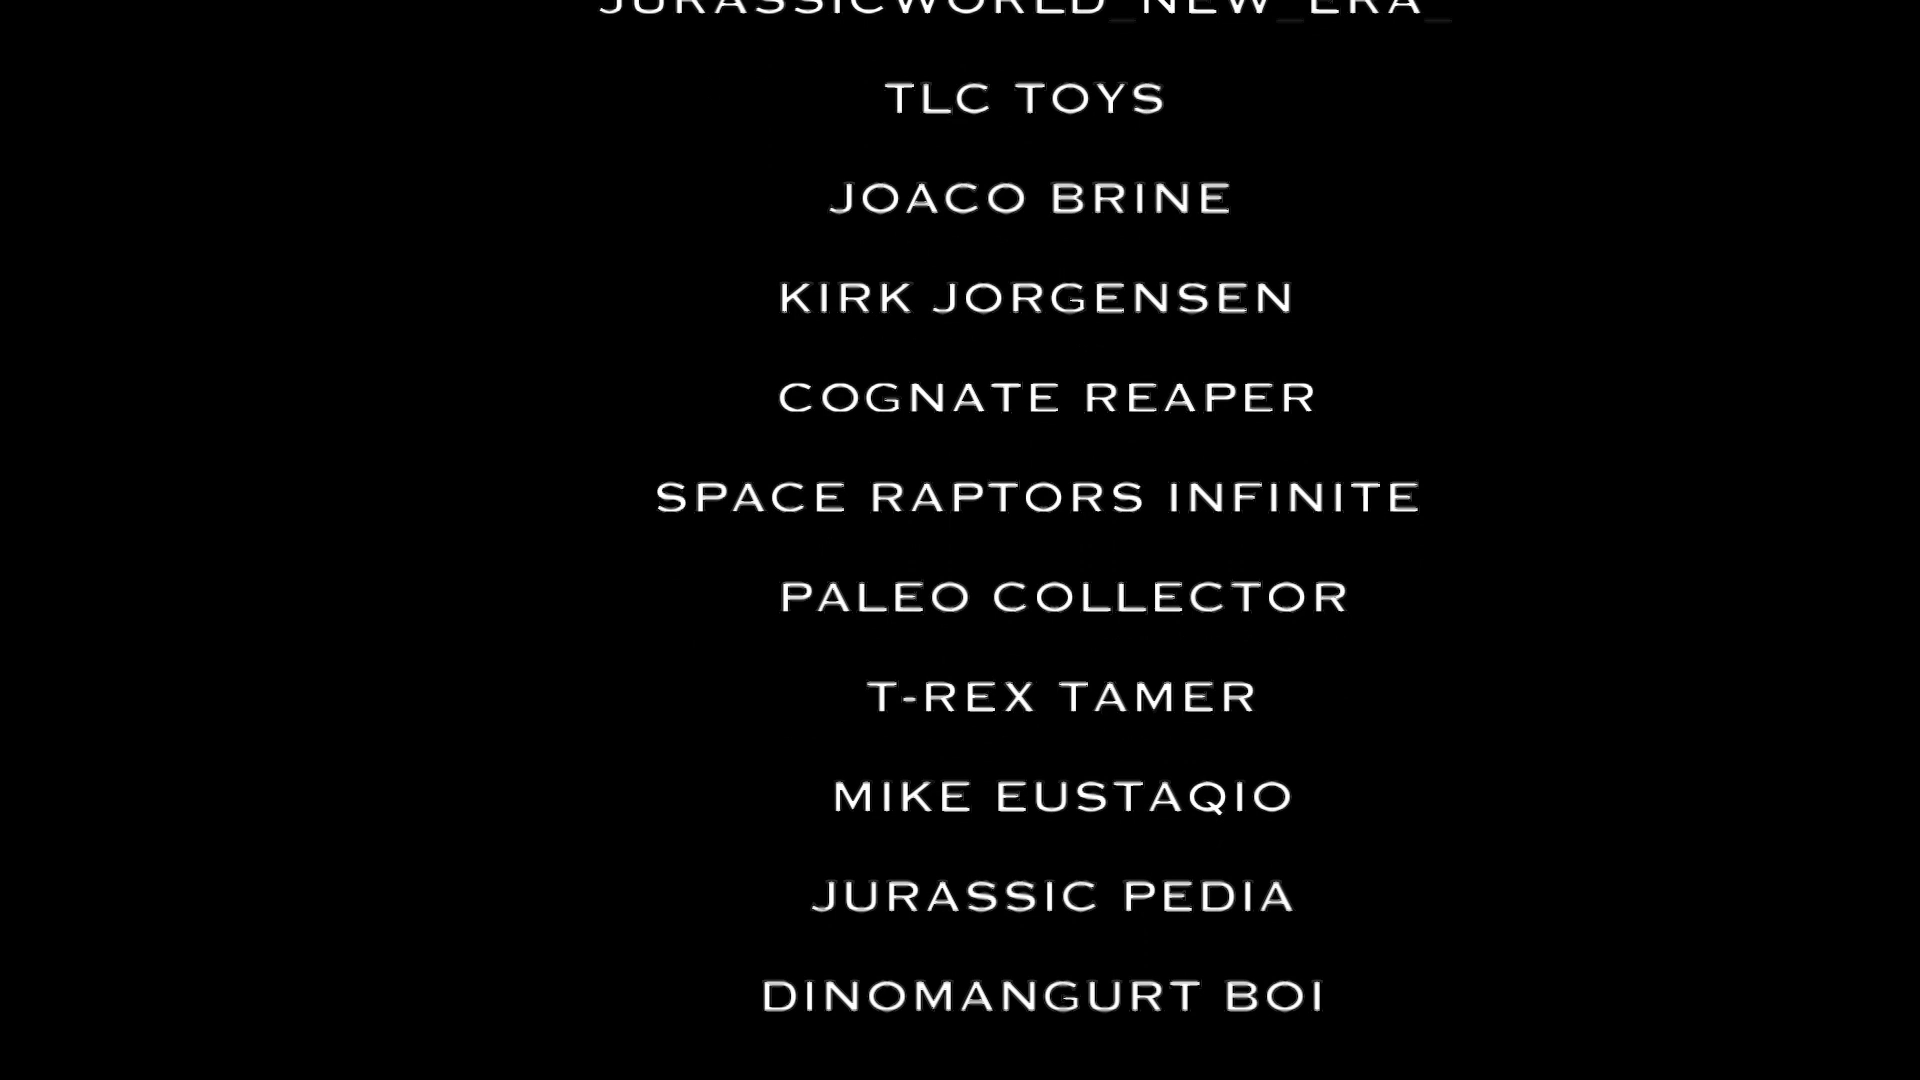 JURASSICWORLD_NEW_ERA_
TLC TOYS
JOACO BRINE
KIRK JORGENSEN
COGNATE REAPER
SPACE RAPTORS INFINITE
PALEO COLLECTOR
T-REX TAMER
MIKE EUSTAQIO
JURASSIC PEDIA
DINOMANGURT BOI